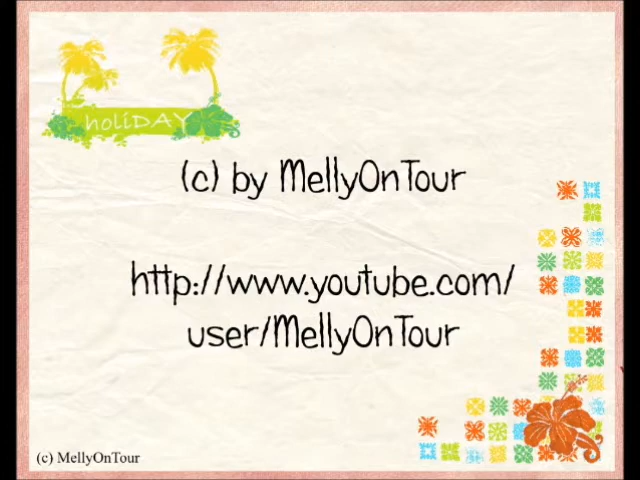 holiDAY
(c) by MellyOnTour
http://www.youtube.com/
user/MellyOnTour
(c) MellyOnTour